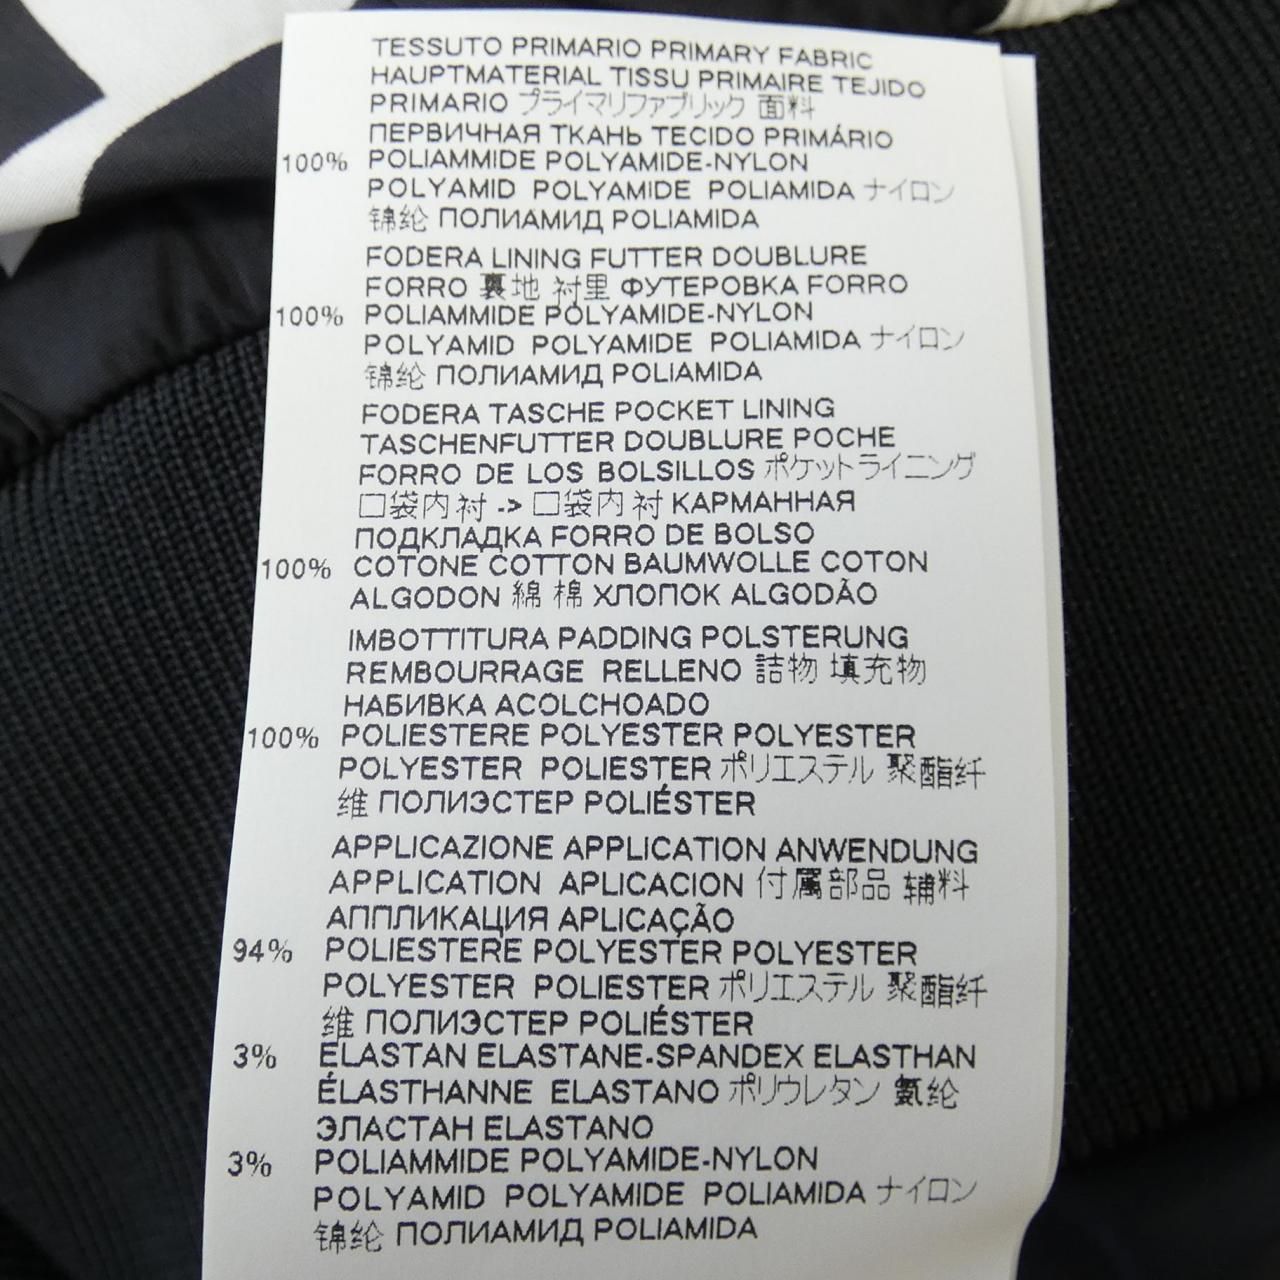 TESSUTO PRIMARIO PRIMARY FABRIC
HAUPTMATERIAL TISSU PRIMAIRE TEJIDO
PRIMARIO プライマリファブリック 面料
ПЕРВИЧНАЯ ТКАНЬ TECIDO PRIMÁRIO
100% POLIAMMIDE POLYAMIDE-NYLON
POLYAMID POLYAMIDE POLIAMIDA ナイロン
锦纶 ПОЛИАМИД POLIAMIDA
FODERA LINING FUTTER DOUBLURE
FORRO 裏地 衬里 ФУТЕРОВКА FORRO
100% POLIAMMIDE POLYAMIDE-NYLON
POLYAMID POLYAMIDE POLIAMIDA ナイロン
锦纶 ПОЛИАМИД POLIAMIDA
FODERA TASCHE POCKET LINING
TASCHENFUTTER DOUBLURE POCHE
FORRO DE LOS BOLSILLOS ポケットライニング
口袋内衬 -> 口袋内衬 КАРМАННАЯ
ПОДКЛАДКА FORRO DE BOLSO
100% COTONE COTTON BAUMWOLLE COTON
ALGODON 綿 棉 ХЛОПОК ALGODÃO
IMBOTTITURA PADDING POLSTERUNG
REMBOURRAGE RELLENO 詰物 填充物
НАБИВКА ACOLCHOADO
100% POLIESTERE POLYESTER POLYESTER
POLYESTER POLIESTER ポリエステル 聚酯纤
维 ПОЛИЭСТЕР POLIÉSTER
APPLICAZIONE APPLICATION ANWENDUNG
APPLICATION APLICACION 付属部品 辅料
АППЛИКАЦИЯ APLICAÇÃO
94% POLIESTERE POLYESTER POLYESTER
POLYESTER POLIESTER ポリエステル 聚酯纤
维 ПОЛИЭСТЕР POLIÉSTER
3% ELASTAN ELASTANE-SPANDEX ELASTHAN
ÉLASTHANNE ELASTANO ポリウレタン 氨纶
ЭЛАСТАН ELASTANO
3% POLIAMMIDE POLYAMIDE-NYLON
POLYAMID POLYAMIDE POLIAMIDA ナイロン
锦纶 ПОЛИАМИД POLIAMIDA